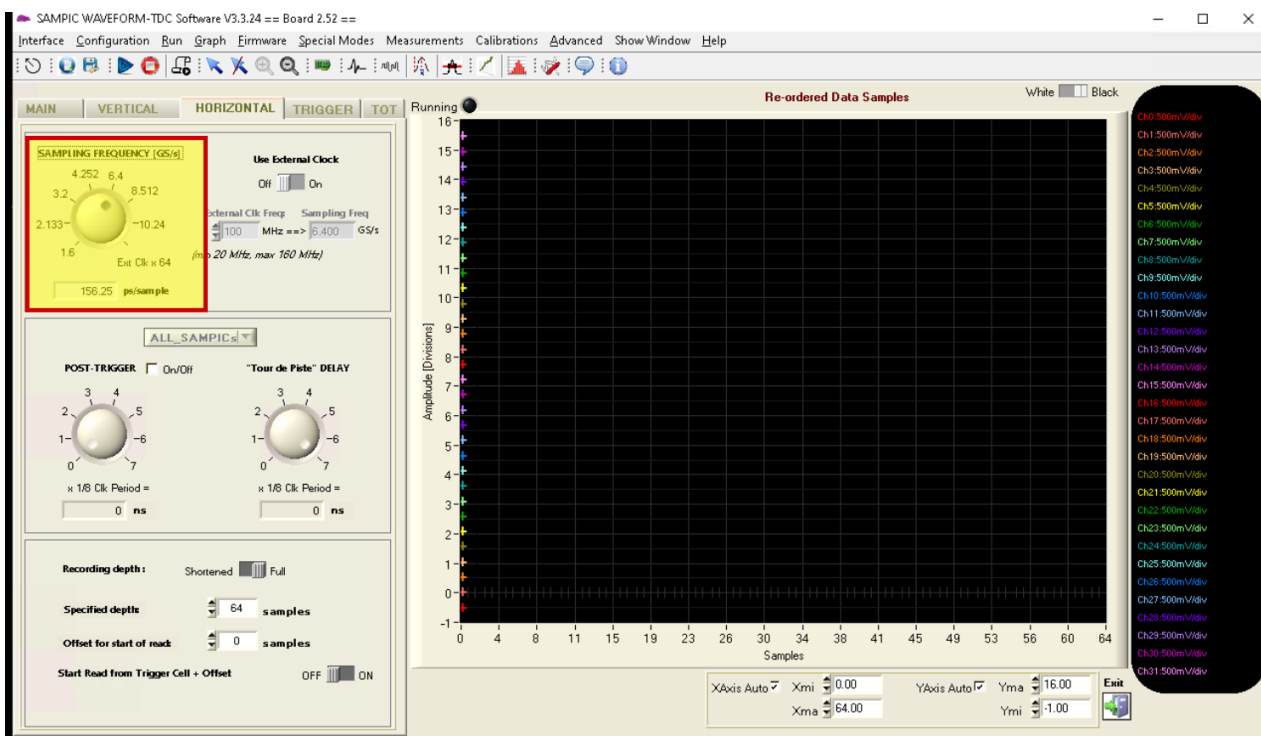 SAMPIC WAVEFORM-TDC Software V3.3.24 == Board 2.52 ==
Interface Configuration Run Graph Firmware Special Modes Measurements Calibrations Advanced Show Window Help
MAIN VERTICAL HORIZONTAL TRIGGER TOT
SAMPLING FREQUENCY [GS/s]
4.252 6.4
3.2 8.512
2.133 10.24
1.6 Ext Clk x 64
156.25 ps/sample
Use External Clock
Off On
External Clk Freq: Sampling Freq
100 MHz ==> 6.400 GS/s
(min 20 MHz, max 160 MHz)
ALL_SAMPICs
POST-TRIGGER On/Off
3 4
2 5
1 6
0 7
x 1/8 Clk Period =
0 ns
"Tour de Piste" DELAY
3 4
2 5
1 6
0 7
x 1/8 Clk Period =
0 ns
Recording depth: Shortened Full
Specified depth: 64 samples
Offset for start of read: 0 samples
Start Read from Trigger Cell + Offset OFF ON
Running
Re-ordered Data Samples
White Black
Amplitude [Divisions]
16
15
14
13
12
11
10
9
8
7
6
5
4
3
2
1
0
-1
0 4 8 11 15 19 23 26 30 34 38 41 45 49 53 56 60 64
Samples
XAxis Auto Xmi 0.00
Xma 64.00
YAxis Auto Yma 16.00
Ymi -1.00
Exit
Ch0:500mV/div
Ch1:500mV/div
Ch2:500mV/div
Ch3:500mV/div
Ch4:500mV/div
Ch5:500mV/div
Ch6:500mV/div
Ch7:500mV/div
Ch8:500mV/div
Ch9:500mV/div
Ch10:500mV/div
Ch11:500mV/div
Ch12:500mV/div
Ch13:500mV/div
Ch14:500mV/div
Ch15:500mV/div
Ch16:500mV/div
Ch17:500mV/div
Ch18:500mV/div
Ch19:500mV/div
Ch20:500mV/div
Ch21:500mV/div
Ch22:500mV/div
Ch23:500mV/div
Ch24:500mV/div
Ch25:500mV/div
Ch26:500mV/div
Ch27:500mV/div
Ch28:500mV/div
Ch29:500mV/div
Ch30:500mV/div
Ch31:500mV/div